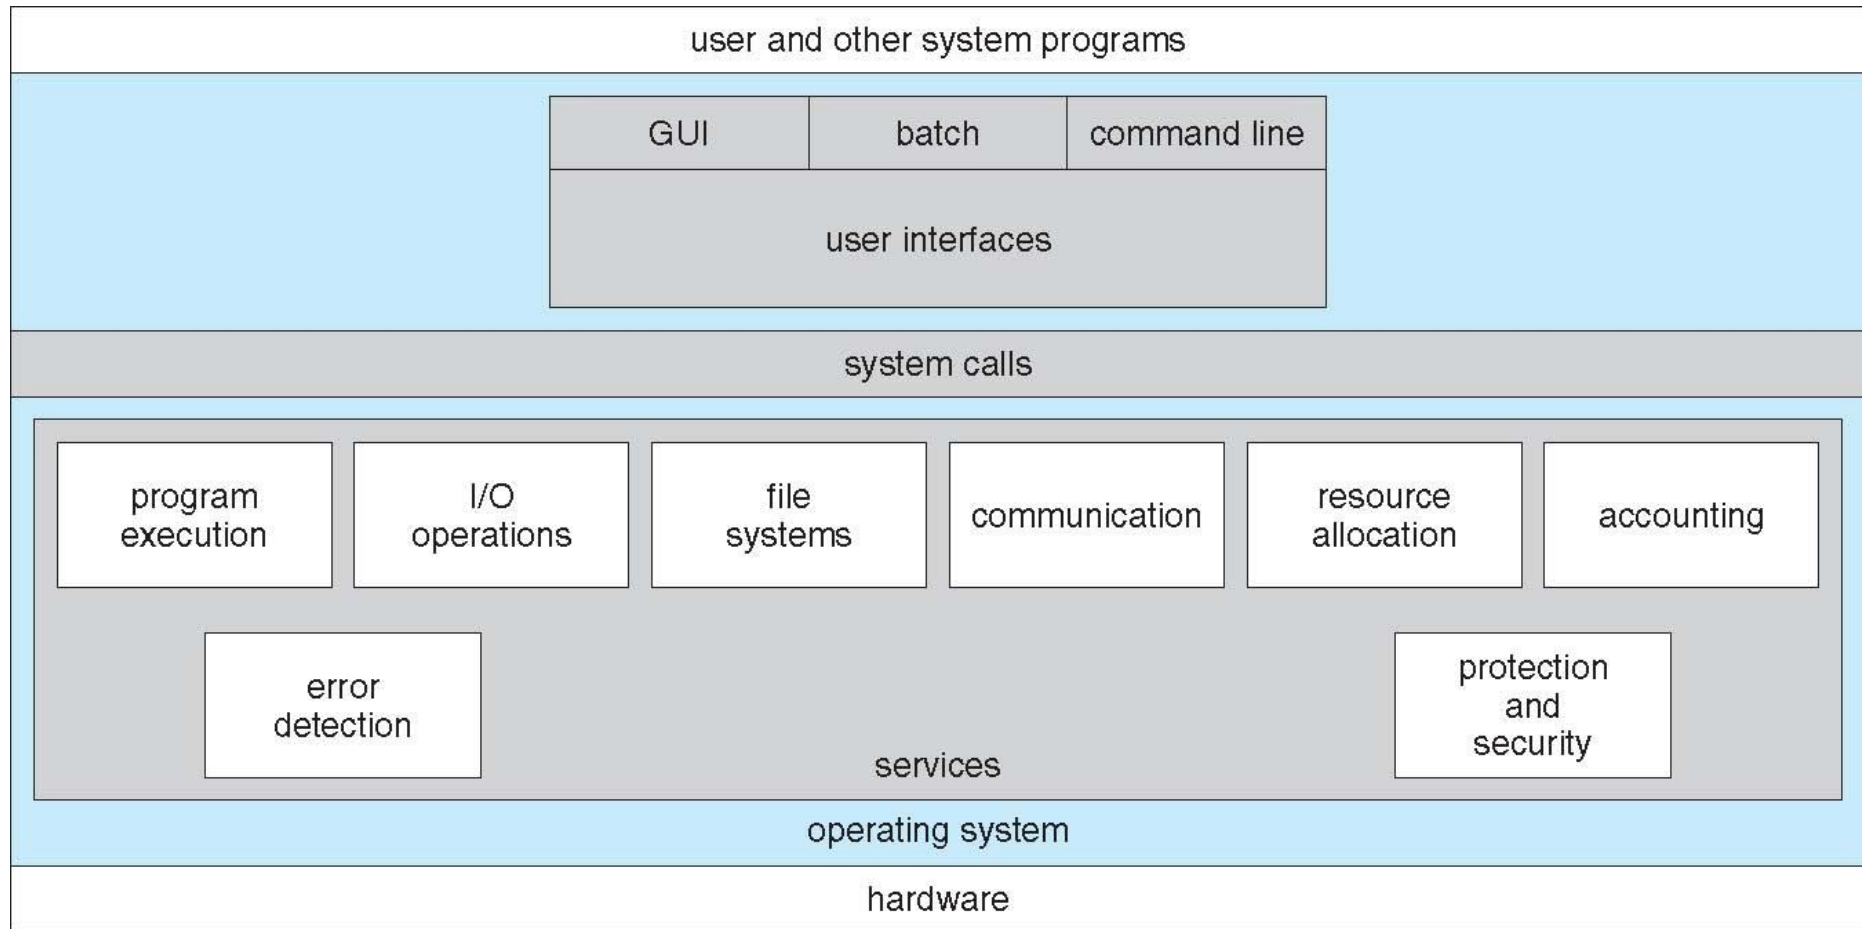 user and other system programs
GUI
batch
command line
user interfaces
system calls
program
execution
I/O
operations
file
systems
communication
resource
allocation
accounting
error
detection
protection
and
security
services
operating system
hardware